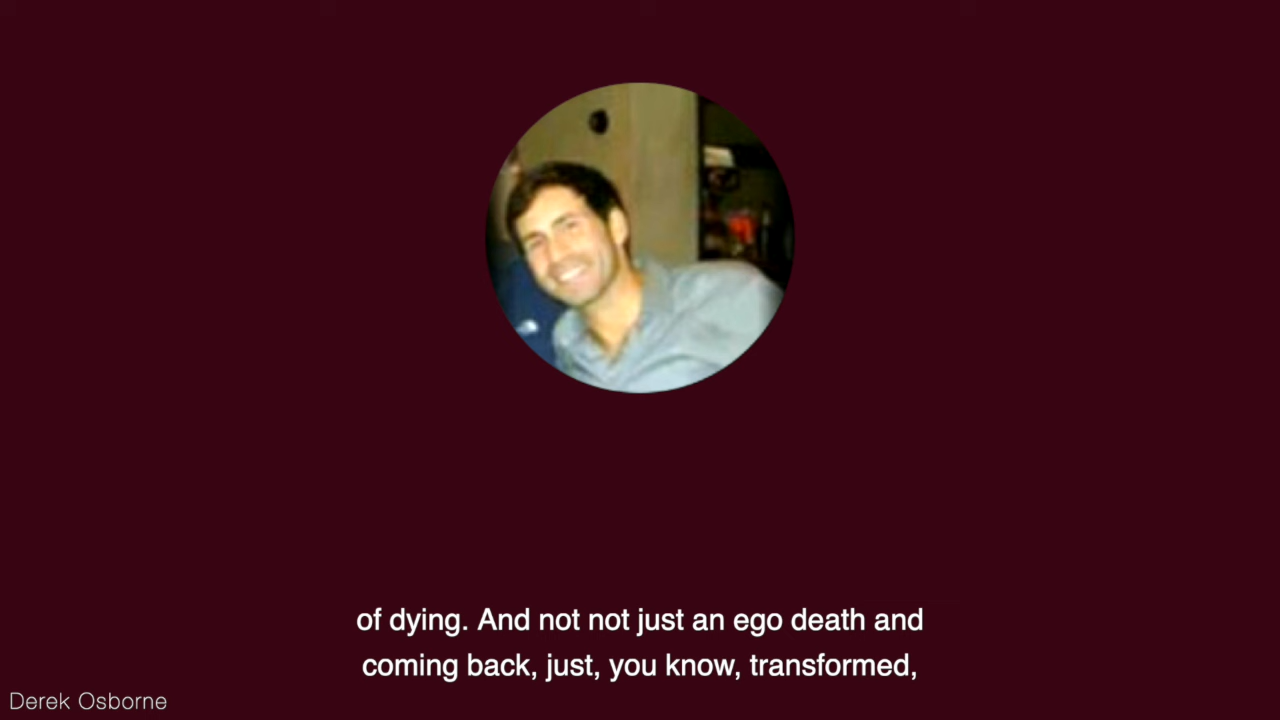 of dying. And not not just an ego death and
coming back, just, you know, transformed,
Derek Osborne